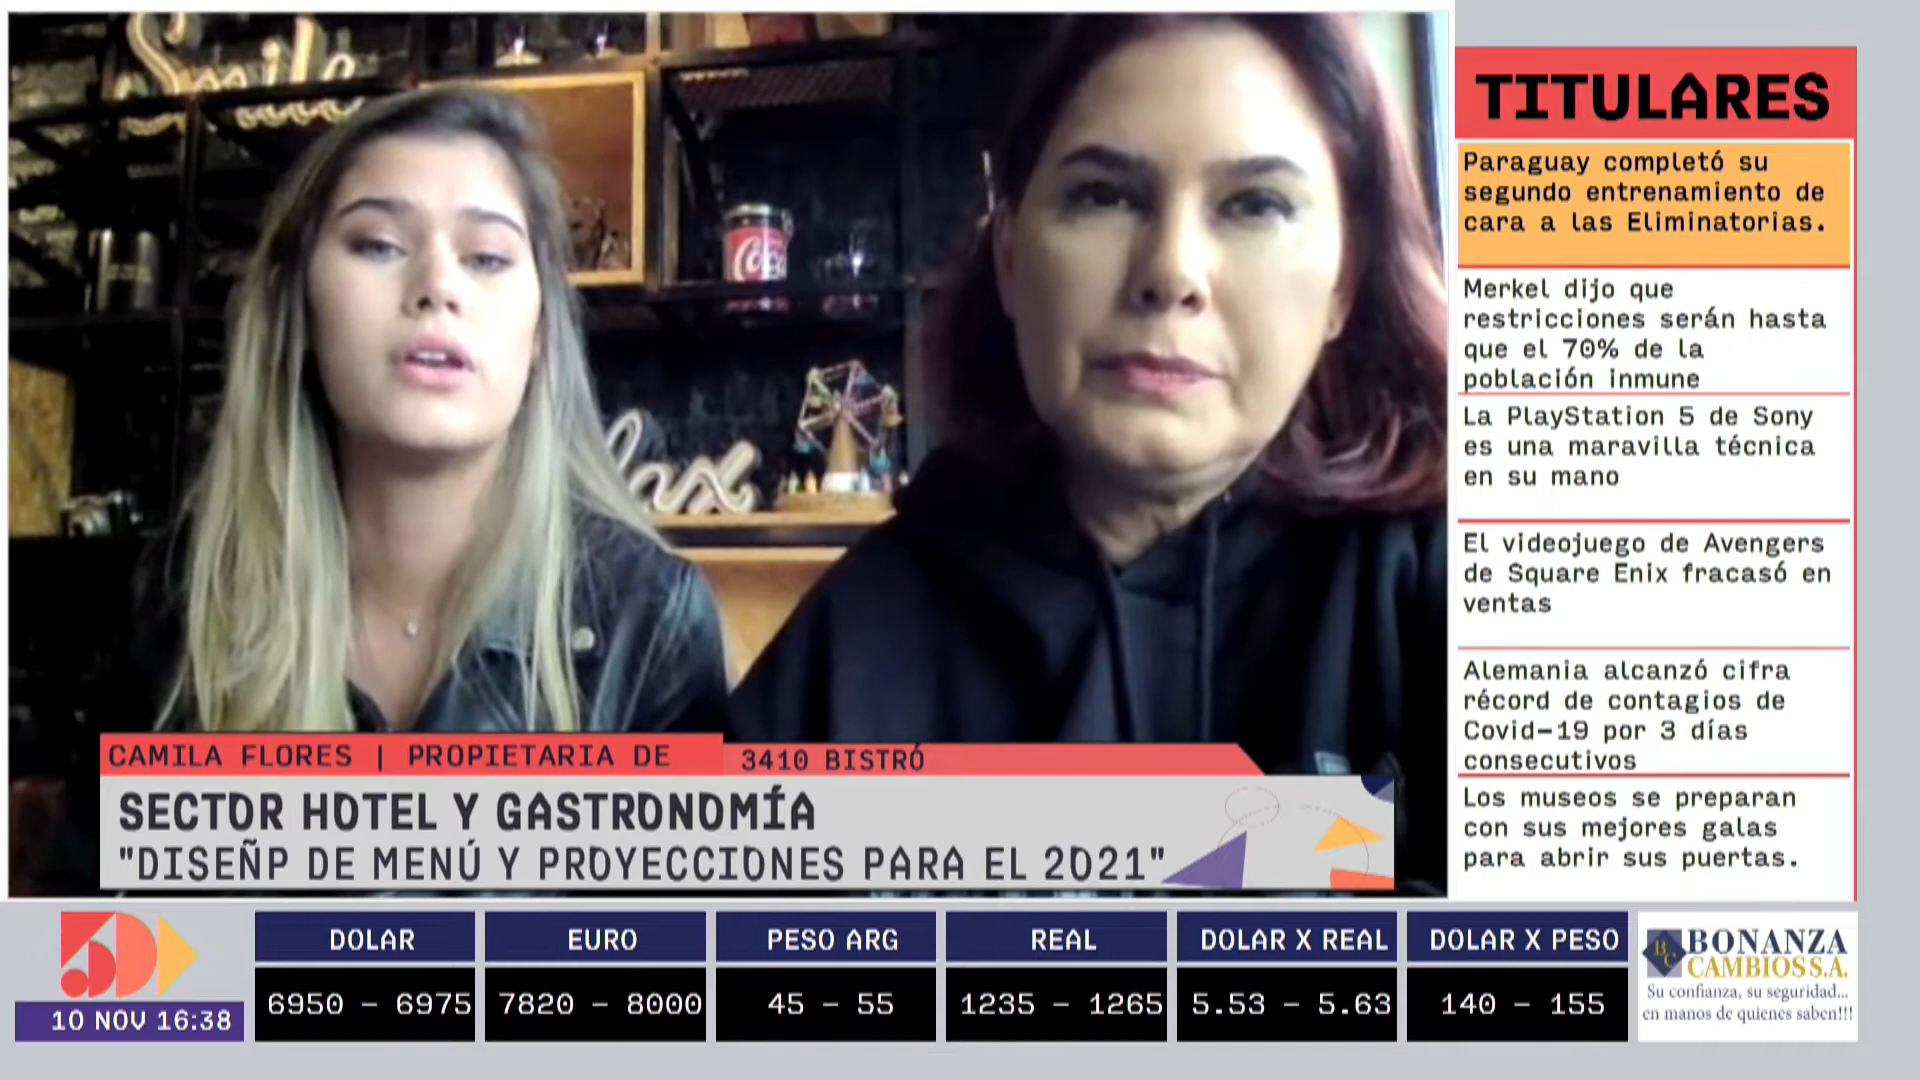 Smile
Coca
lax
CAMILA FLORES | PROPIETARIA DE
3410 BISTRÓ
SECTOR HOTEL Y GASTRONOMÍA
"DISEÑP DE MENÚ Y PROYECCIONES PARA EL 2021"
TITULARES
Paraguay completó su
segundo entrenamiento de
cara a las Eliminatorias.
Merkel dijo que
restricciones serán hasta
que el 70% de la
población inmune
La PlayStation 5 de Sony
es una maravilla técnica
en su mano
El videojuego de Avengers
de Square Enix fracasó en
ventas
Alemania alcanzó cifra
récord de contagios de
Covid-19 por 3 días
consecutivos
Los museos se preparan
con sus mejores galas
para abrir sus puertas.
5D
10 NOV 16:38
DOLAR
6950 - 6975
EURO
7820 - 8000
PESO ARG
45 - 55
REAL
1235 - 1265
DOLAR X REAL
5.53 - 5.63
DOLAR X PESO
140 - 155
BC
BONANZA
CAMBIOS S.A.
Su confianza, su seguridad...
en manos de quienes saben!!!